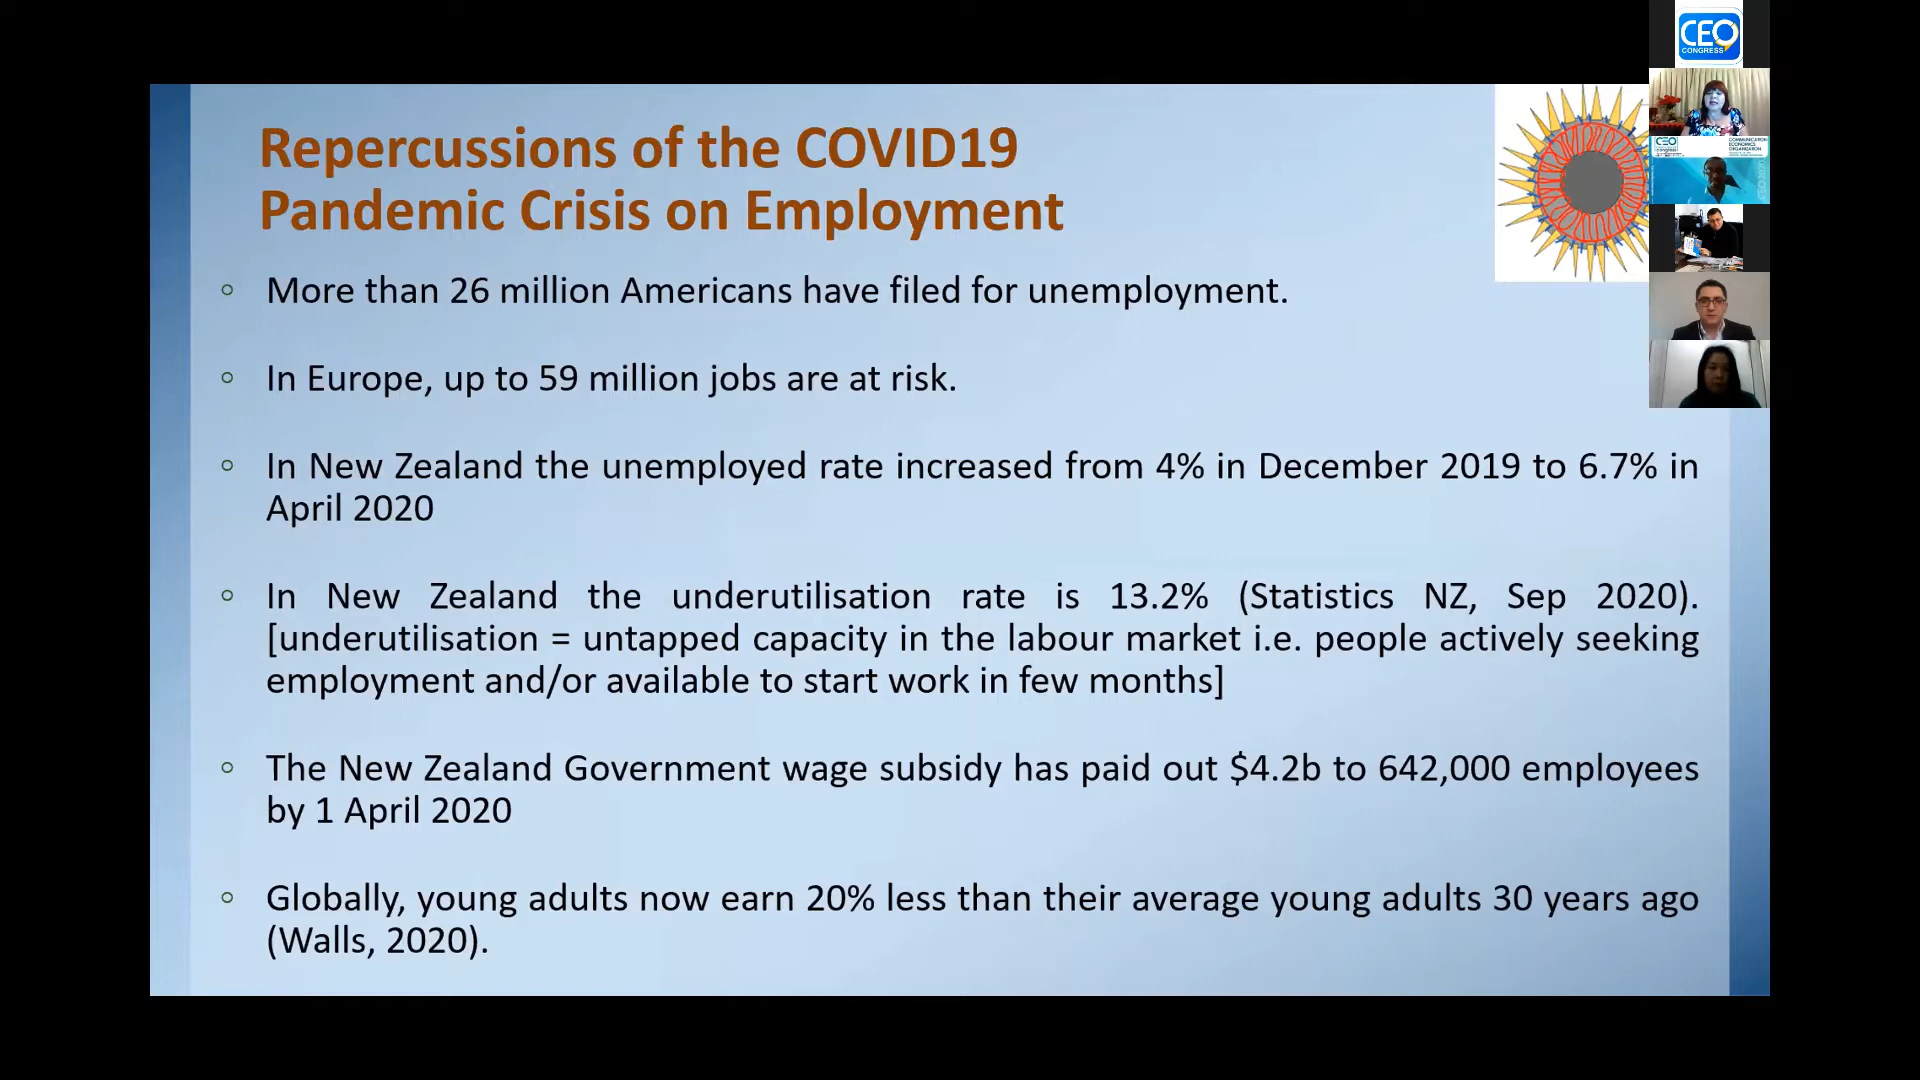 Repercussions of the COVID19
Pandemic Crisis on Employment
CEO
CONGRESS
CEO
COMMUNICATION
ECONOMICS
ORGANIZATION
◦ More than 26 million Americans have filed for unemployment.
◦ In Europe, up to 59 million jobs are at risk.
◦ In New Zealand the unemployed rate increased from 4% in December 2019 to 6.7% in
April 2020
◦ In New Zealand the underutilisation rate is 13.2% (Statistics NZ, Sep 2020).
[underutilisation = untapped capacity in the labour market i.e. people actively seeking
employment and/or available to start work in few months]
◦ The New Zealand Government wage subsidy has paid out $4.2b to 642,000 employees
by 1 April 2020
◦ Globally, young adults now earn 20% less than their average young adults 30 years ago
(Walls, 2020).